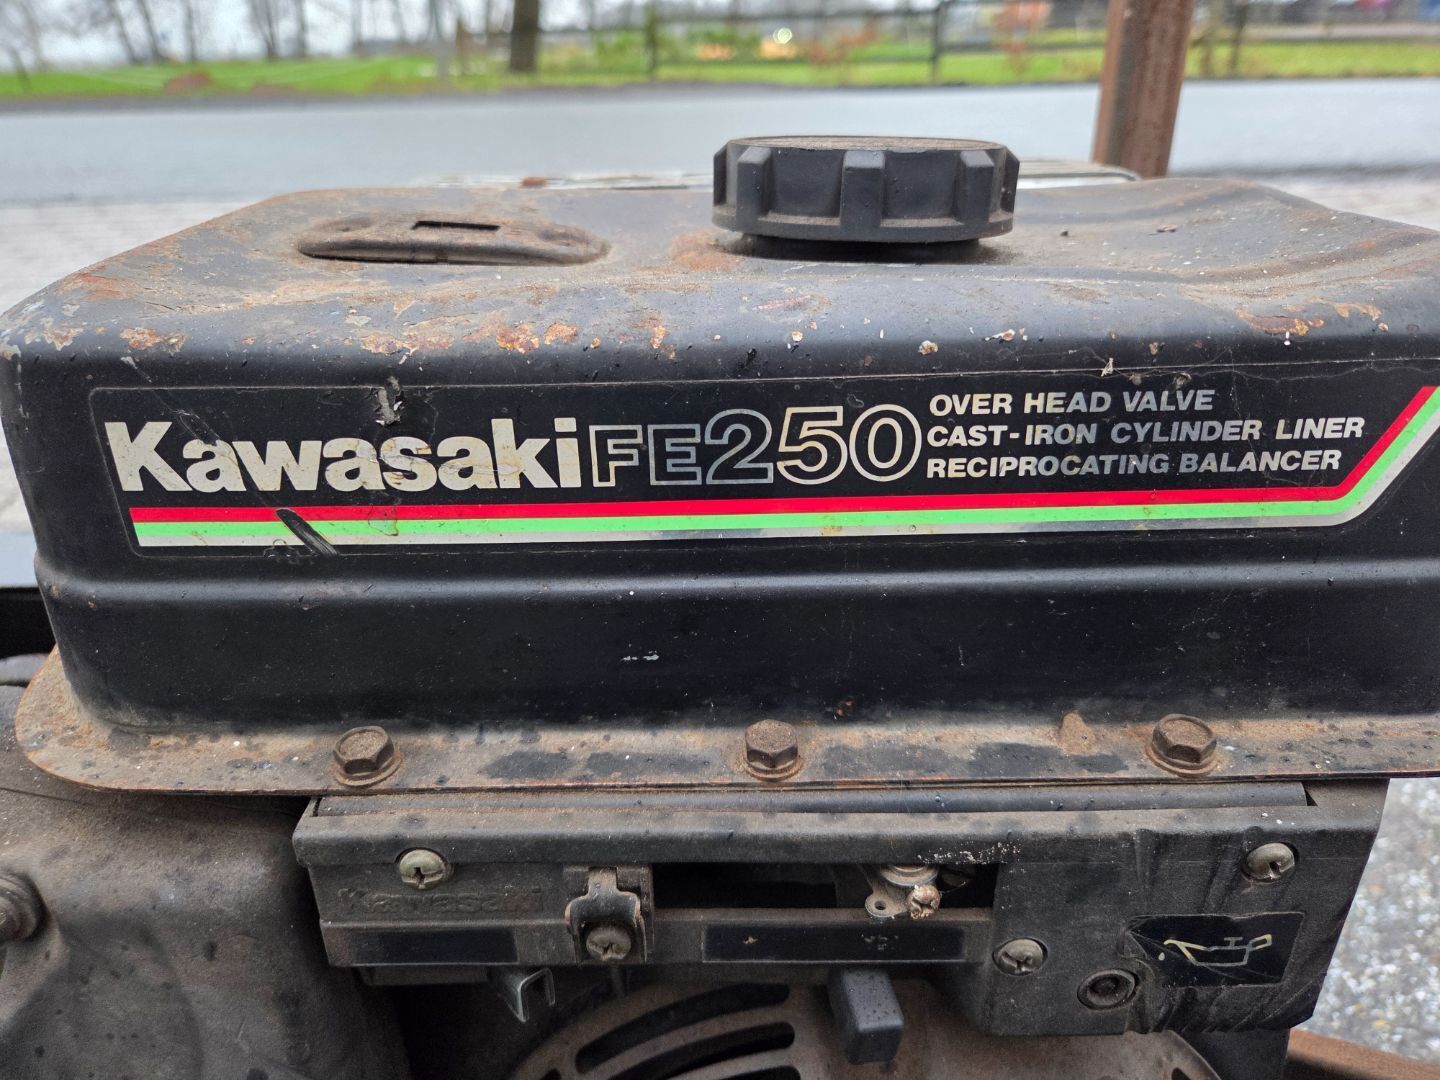 Kawasaki FE250
OVER HEAD VALVE
CAST-IRON CYLINDER LINER
RECIPROCATING BALANCER
Kawasaki